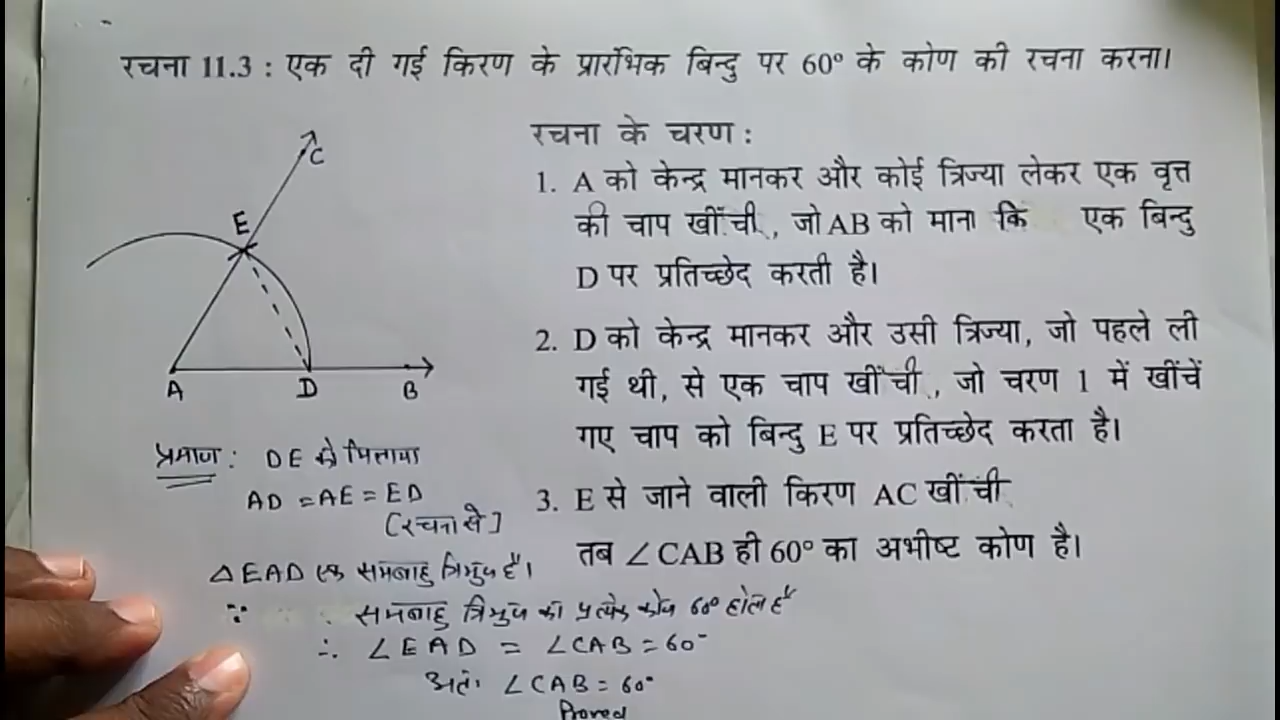 रचना 11.3 : एक दी गई किरण के प्रारंभिक बिन्दु पर 60° के कोण की रचना करना।
C
E
A
D
B
रचना के चरण :
1. A को केन्द्र मानकर और कोई त्रिज्या लेकर एक वृत्त
की चाप खींची, जो AB को माना कि एक बिन्दु
D पर प्रतिच्छेद करती है।
2. D को केन्द्र मानकर और उसी त्रिज्या, जो पहले ली
गई थी, से एक चाप खींची, जो चरण 1 में खींचें
गए चाप को बिन्दु E पर प्रतिच्छेद करता है।
3. E से जाने वाली किरण AC खींची
तब ∠CAB ही 60° का अभीष्ट कोण है।
प्रमाण : DE को मिलाया
AD = AE = ED
[रचना से]
△EAD एक समबाहु त्रिभुज है।
∵ समबाहु त्रिभुज का प्रत्येक कोण 60° होता है
∴ ∠EAD = ∠CAB = 60°
अतः ∠CAB = 60°
Proved